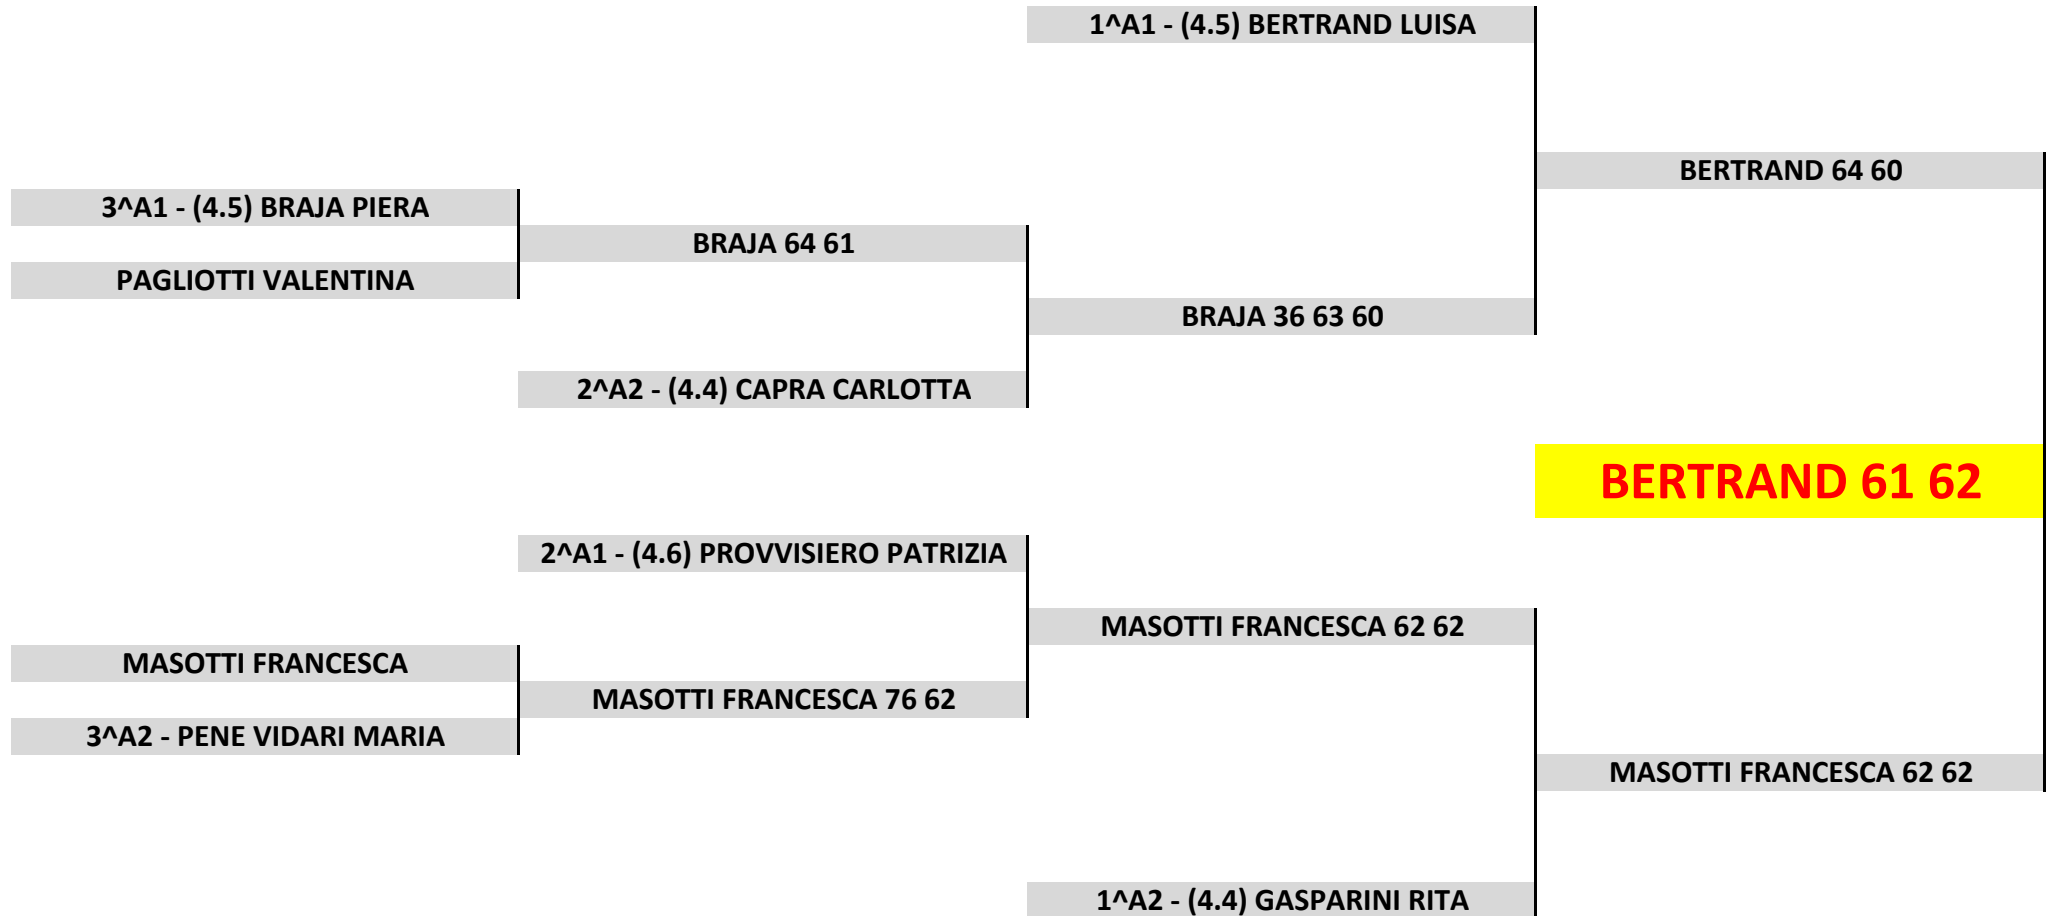 1^A1 - (4.5) BERTRAND LUISA
BERTRAND 64 60
3^A1 - (4.5) BRAJA PIERA
BRAJA 64 61
PAGLIOTTI VALENTINA
BRAJA 36 63 60
2^A2 - (4.4) CAPRA CARLOTTA
BERTRAND 61 62
2^A1 - (4.6) PROVVISIERO PATRIZIA
MASOTTI FRANCESCA 62 62
MASOTTI FRANCESCA
MASOTTI FRANCESCA 76 62
3^A2 - PENE VIDARI MARIA
MASOTTI FRANCESCA 62 62
1^A2 - (4.4) GASPARINI RITA